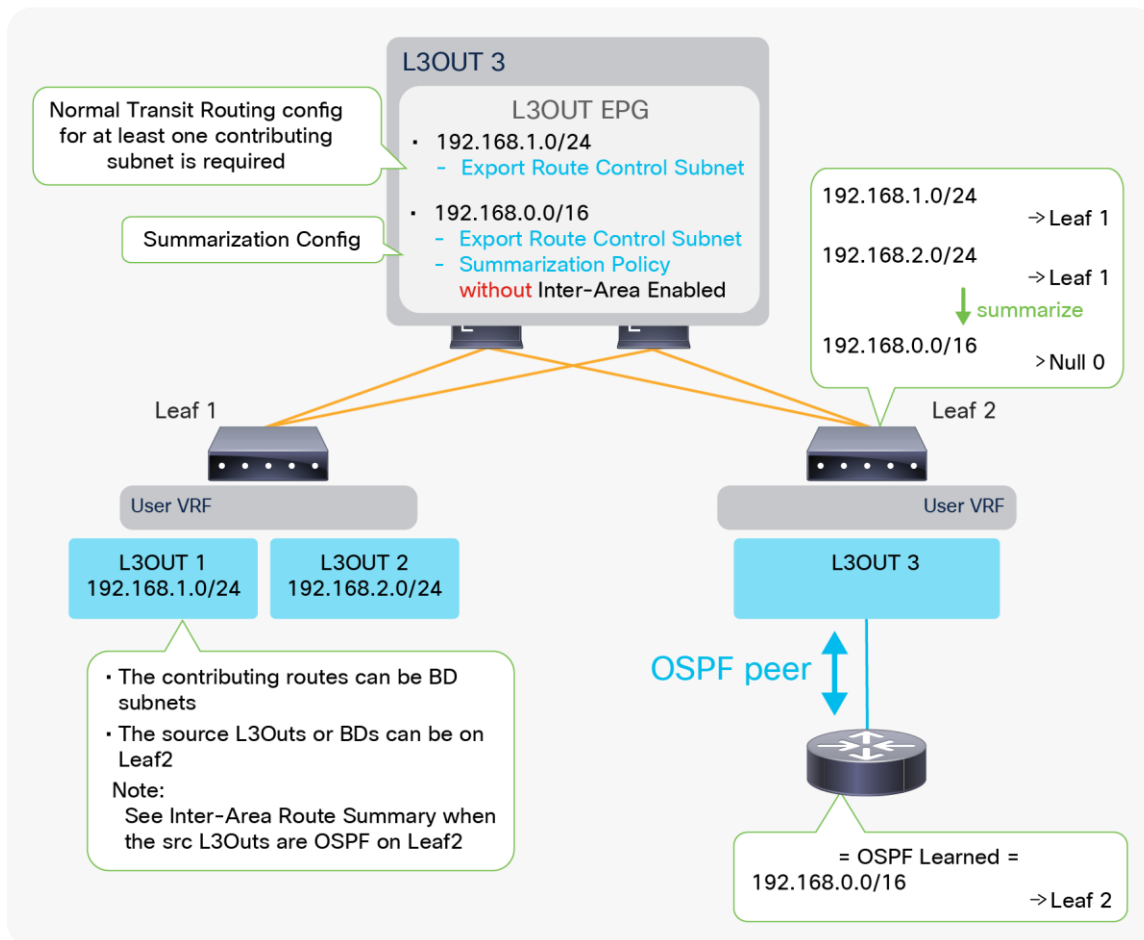 L3OUT 3
Normal Transit Routing config
for at least one contributing
subnet is required
L3OUT EPG
· 192.168.1.0/24
- Export Route Control Subnet
· 192.168.0.0/16
- Export Route Control Subnet
- Summarization Policy
without Inter-Area Enabled
Summarization Config
192.168.1.0/24
→Leaf 1
192.168.2.0/24
→Leaf 1
summarize
192.168.0.0/16
>Null 0
Leaf 1
Leaf 2
User VRF
User VRF
L3OUT 1
192.168.1.0/24
L3OUT 2
192.168.2.0/24
L3OUT 3
· The contributing routes can be BD
subnets
· The source L3Outs or BDs can be on
Leaf2
Note:
See Inter-Area Route Summary when
the src L3Outs are OSPF on Leaf2
OSPF peer
= OSPF Learned =
192.168.0.0/16
→Leaf 2